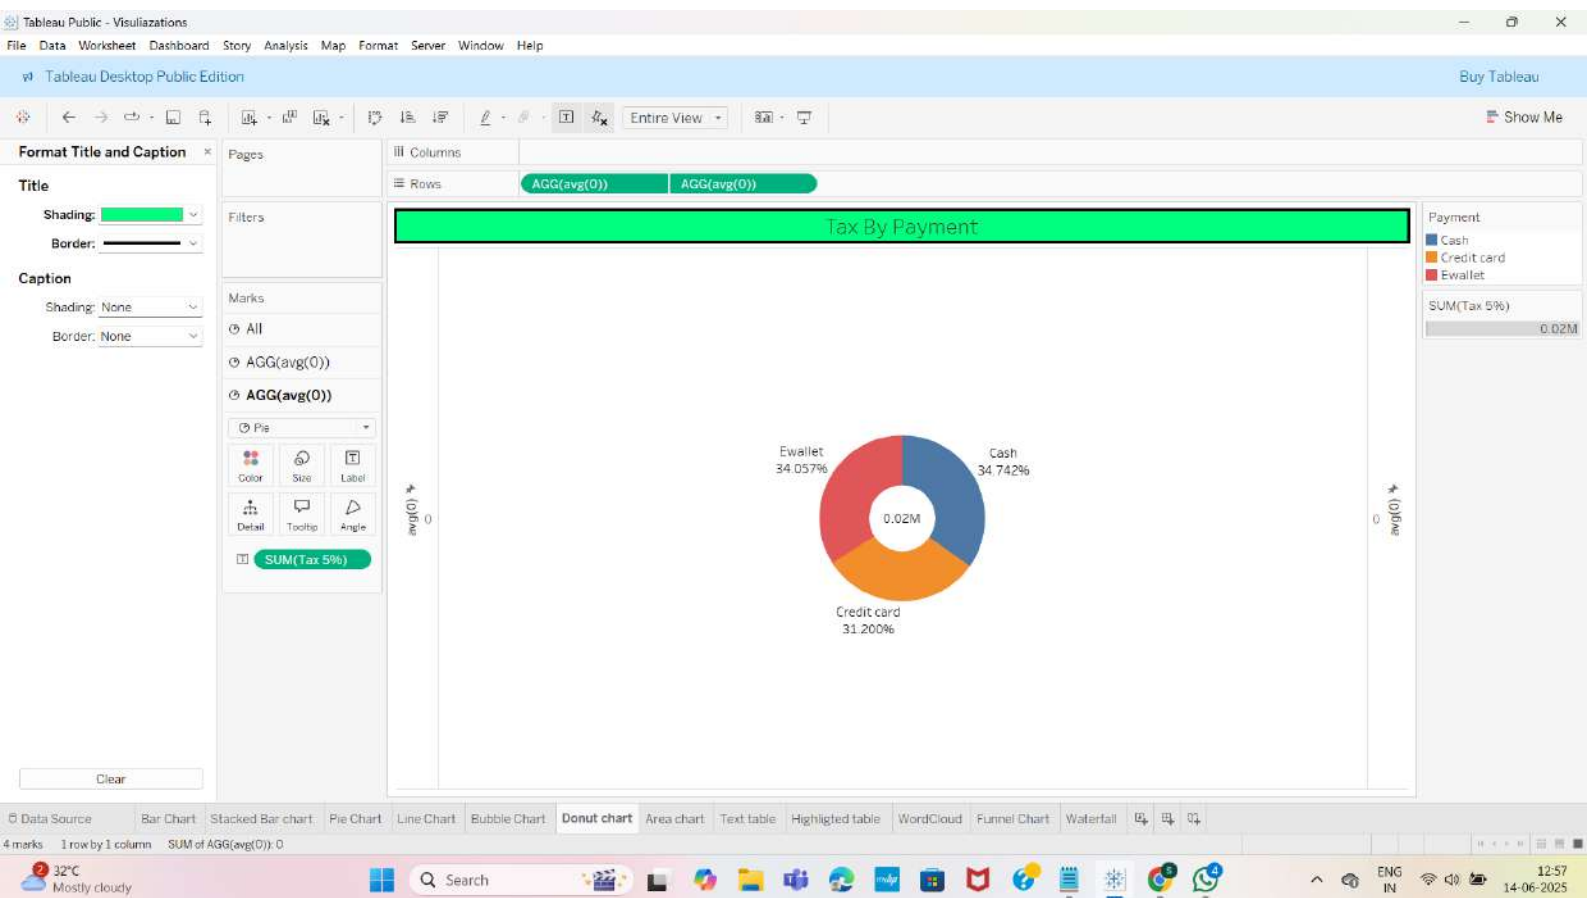 Tableau Public - Visuliazations
File Data Worksheet Dashboard Story Analysis Map Format Server Window Help
Tableau Desktop Public Edition
Buy Tableau
Entire View
Show Me
Format Title and Caption ×
Title
Shading:
Border:
Caption
Shading: None
Border: None
Clear
Pages
Filters
Marks
All
AGG(avg(0))
AGG(avg(0))
Pie
Color Size Label
Detail Tooltip Angle
SUM(Tax 5%)
Columns
Rows
AGG(avg(0)) AGG(avg(0))
Tax By Payment
avg(0)
0
Ewallet
34.057%
Cash
34.742%
0.02M
Credit card
31.200%
0
avg(0)
Payment
Cash
Credit card
Ewallet
SUM(Tax 5%)
0.02M
Data Source Bar Chart Stacked Bar chart Pie Chart Line Chart Bubble Chart Donut chart Area chart Text table Highligted table WordCloud Funnel Chart Waterfall
4 marks 1 row by 1 column SUM of AGG(avg(0)): 0
2
32°C
Mostly cloudy
Search
S
4
ENG
IN
12:57
14-06-2025